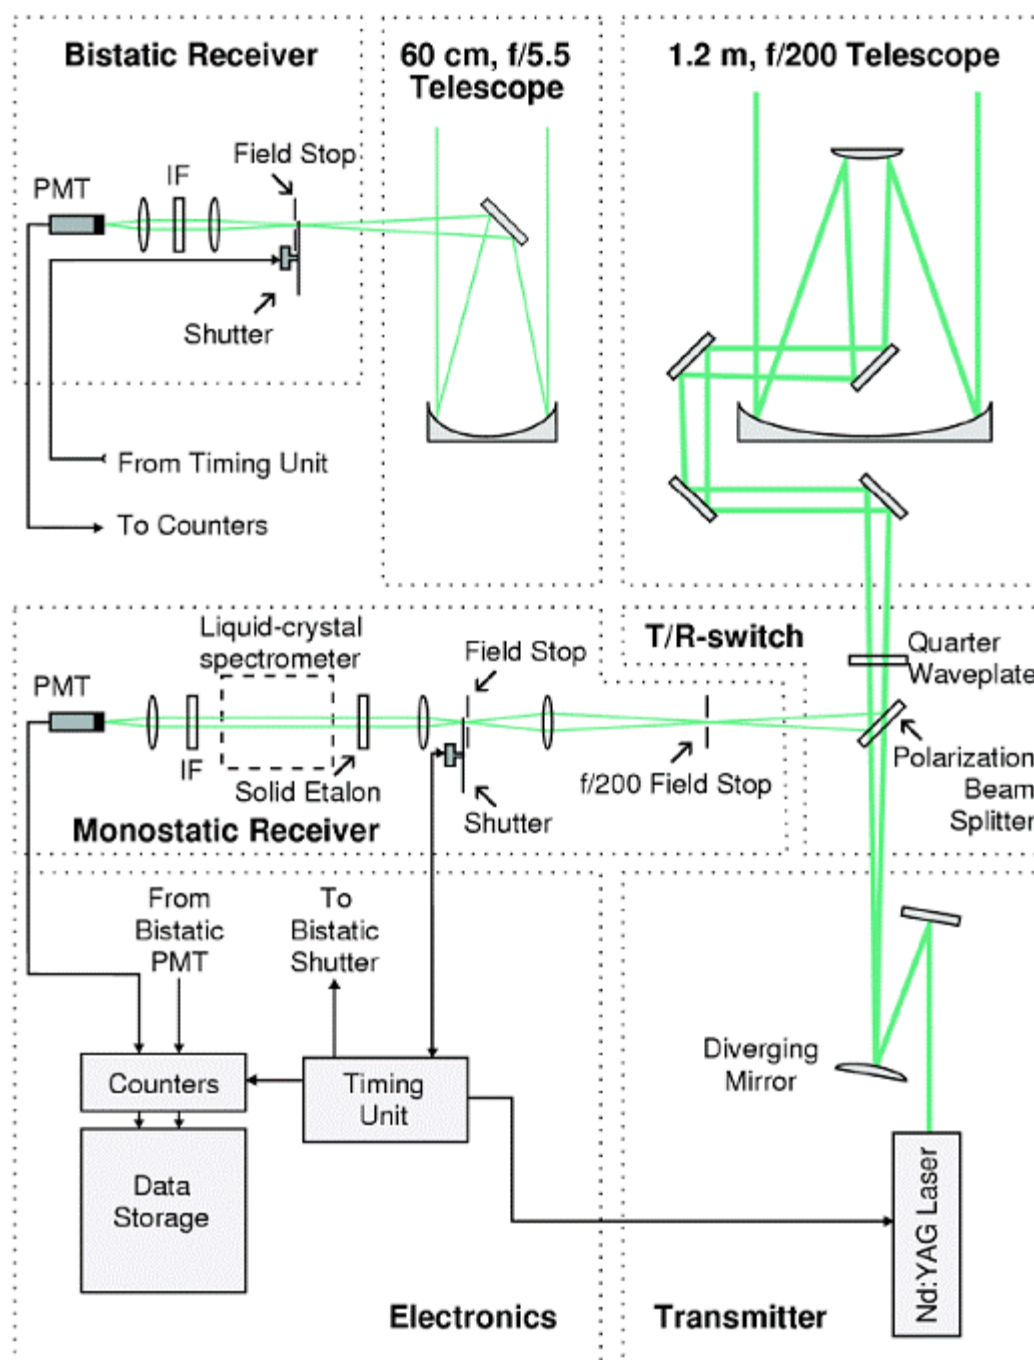 Bistatic Receiver
60 cm, f/5.5
Telescope
1.2 m, f/200 Telescope
Field Stop
IF
PMT
Shutter
From Timing Unit
To Counters
Liquid-crystal
spectrometer
Field Stop
PMT
IF
Solid Etalon
Shutter
f/200 Field Stop
Monostatic Receiver
T/R-switch
Quarter
Waveplate
Polarization
Beam
Splitter
From
Bistatic
PMT
To
Bistatic
Shutter
Counters
Timing
Unit
Data
Storage
Electronics
Diverging
Mirror
Nd:YAG Laser
Transmitter